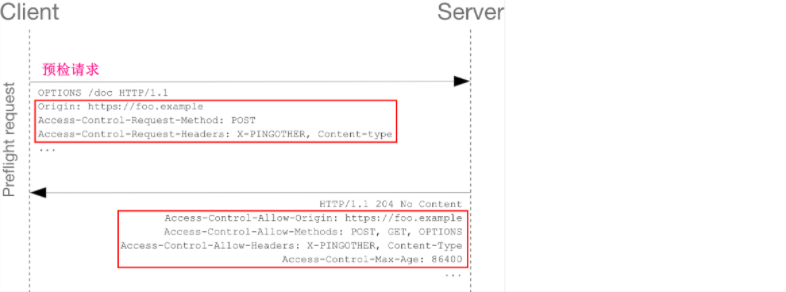 Client
Server
预检请求
Preflight request
OPTIONS /doc HTTP/1.1
Origin: https://foo.example
Access-Control-Request-Method: POST
Access-Control-Request-Headers: X-PINGOTHER, Content-type
...
HTTP/1.1 204 No Content
Access-Control-Allow-Origin: https://foo.example
Access-Control-Allow-Methods: POST, GET, OPTIONS
Access-Control-Allow-Headers: X-PINGOTHER, Content-Type
Access-Control-Max-Age: 86400
...